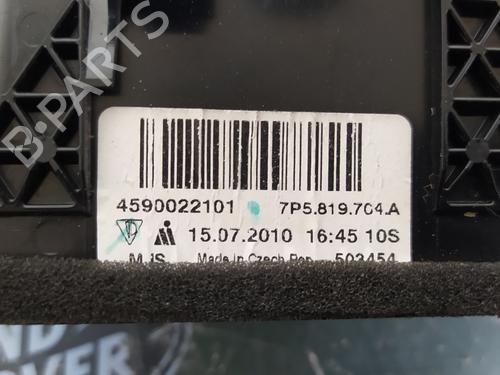 B-PARTS
4590022101 7P5.819.704.A
15.07.2010 16:45 10S
MJS Made in Czech Rep. 503454